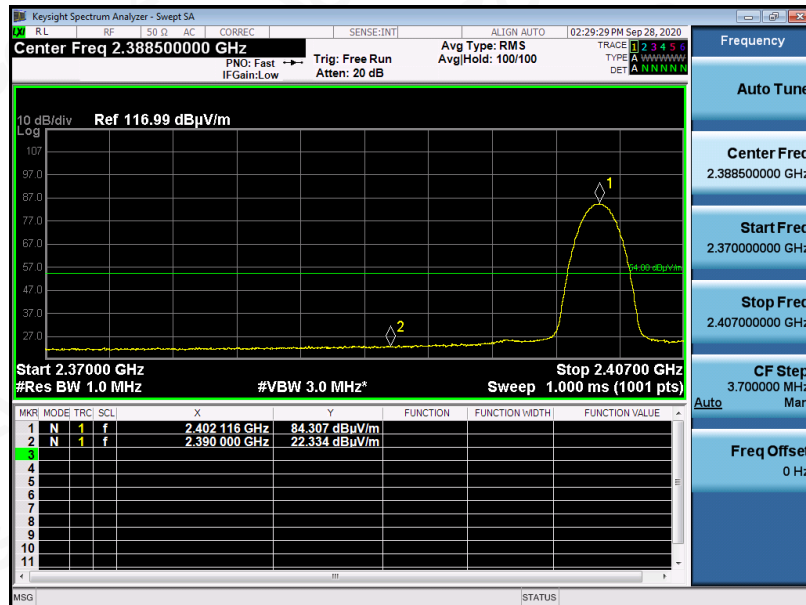 Keysight Spectrum Analyzer - Swept SA
LXI RL RF 50 Ω AC CORREC SENSE:INT ALIGN AUTO 02:29:29 PM Sep 28, 2020
Center Freq 2.388500000 GHz
PNO: Fast
IFGain:Low
Trig: Free Run
Atten: 20 dB
Avg Type: RMS
Avg|Hold: 100/100
TRACE 1 2 3 4 5 6
TYPE A WWWWW
DET A N N N N N
10 dB/div Ref 116.99 dBµV/m
Log
107
97.0
87.0
77.0
67.0
57.0
47.0
37.0
27.0
1
2
54.00 dBµV/m
Start 2.37000 GHz Stop 2.40700 GHz
#Res BW 1.0 MHz #VBW 3.0 MHz* Sweep 1.000 ms (1001 pts)
MKR MODE TRC SCL X Y FUNCTION FUNCTION WIDTH FUNCTION VALUE
1 N 1 f 2.402 116 GHz 84.307 dBµV/m
2 N 1 f 2.390 000 GHz 22.334 dBµV/m
3
4
5
6
7
8
9
10
11
MSG STATUS
Frequency
Auto Tune
Center Freq
2.388500000 GHz
Start Freq
2.370000000 GHz
Stop Freq
2.407000000 GHz
CF Step
3.700000 MHz
Auto Man
Freq Offset
0 Hz